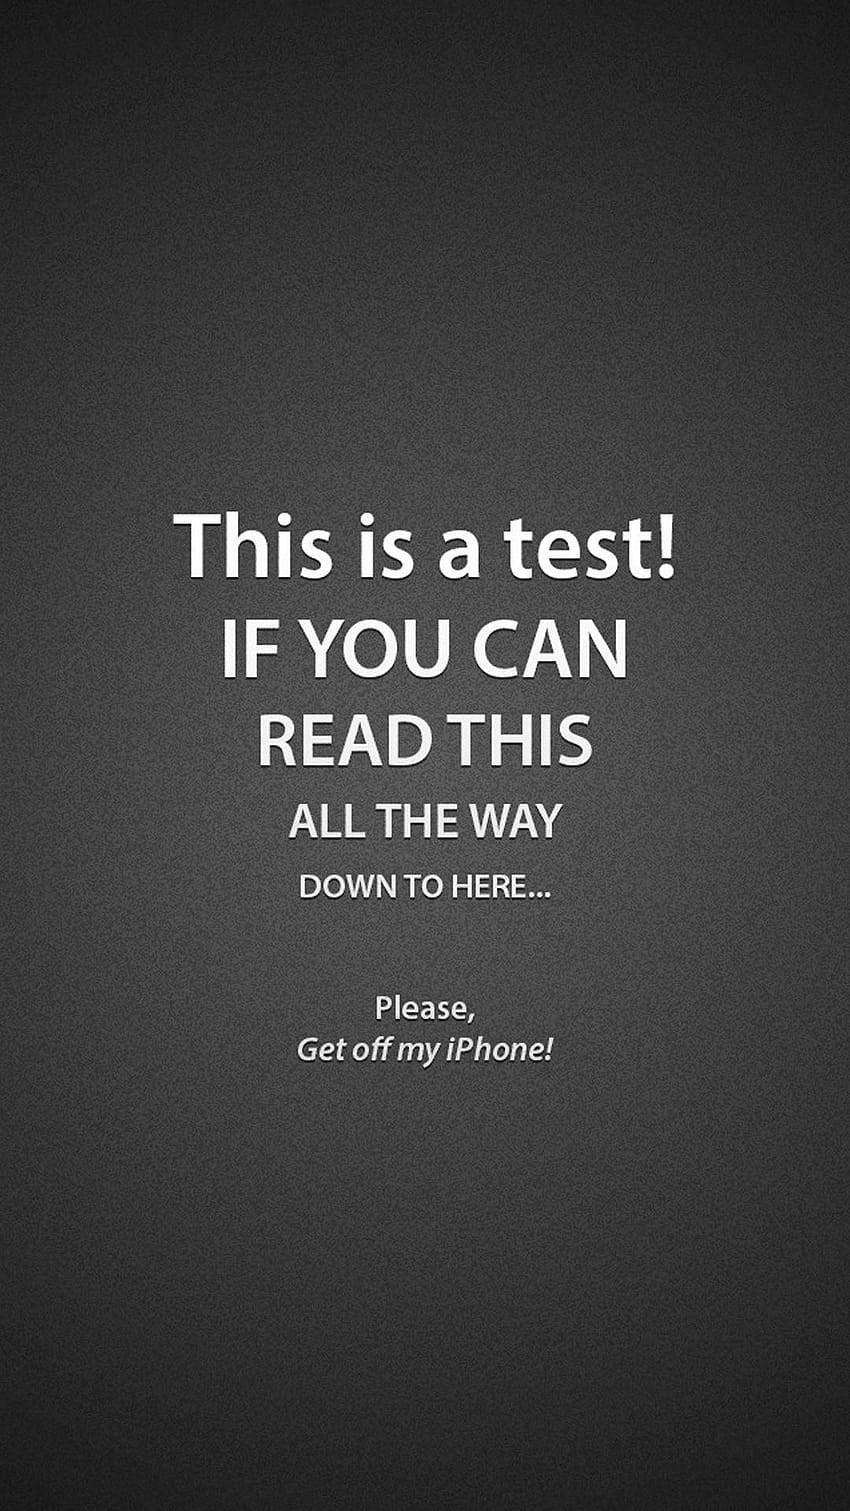 This is a test!
IF YOU CAN
READ THIS
ALL THE WAY
DOWN TO HERE...
Please,
Get off my iPhone!